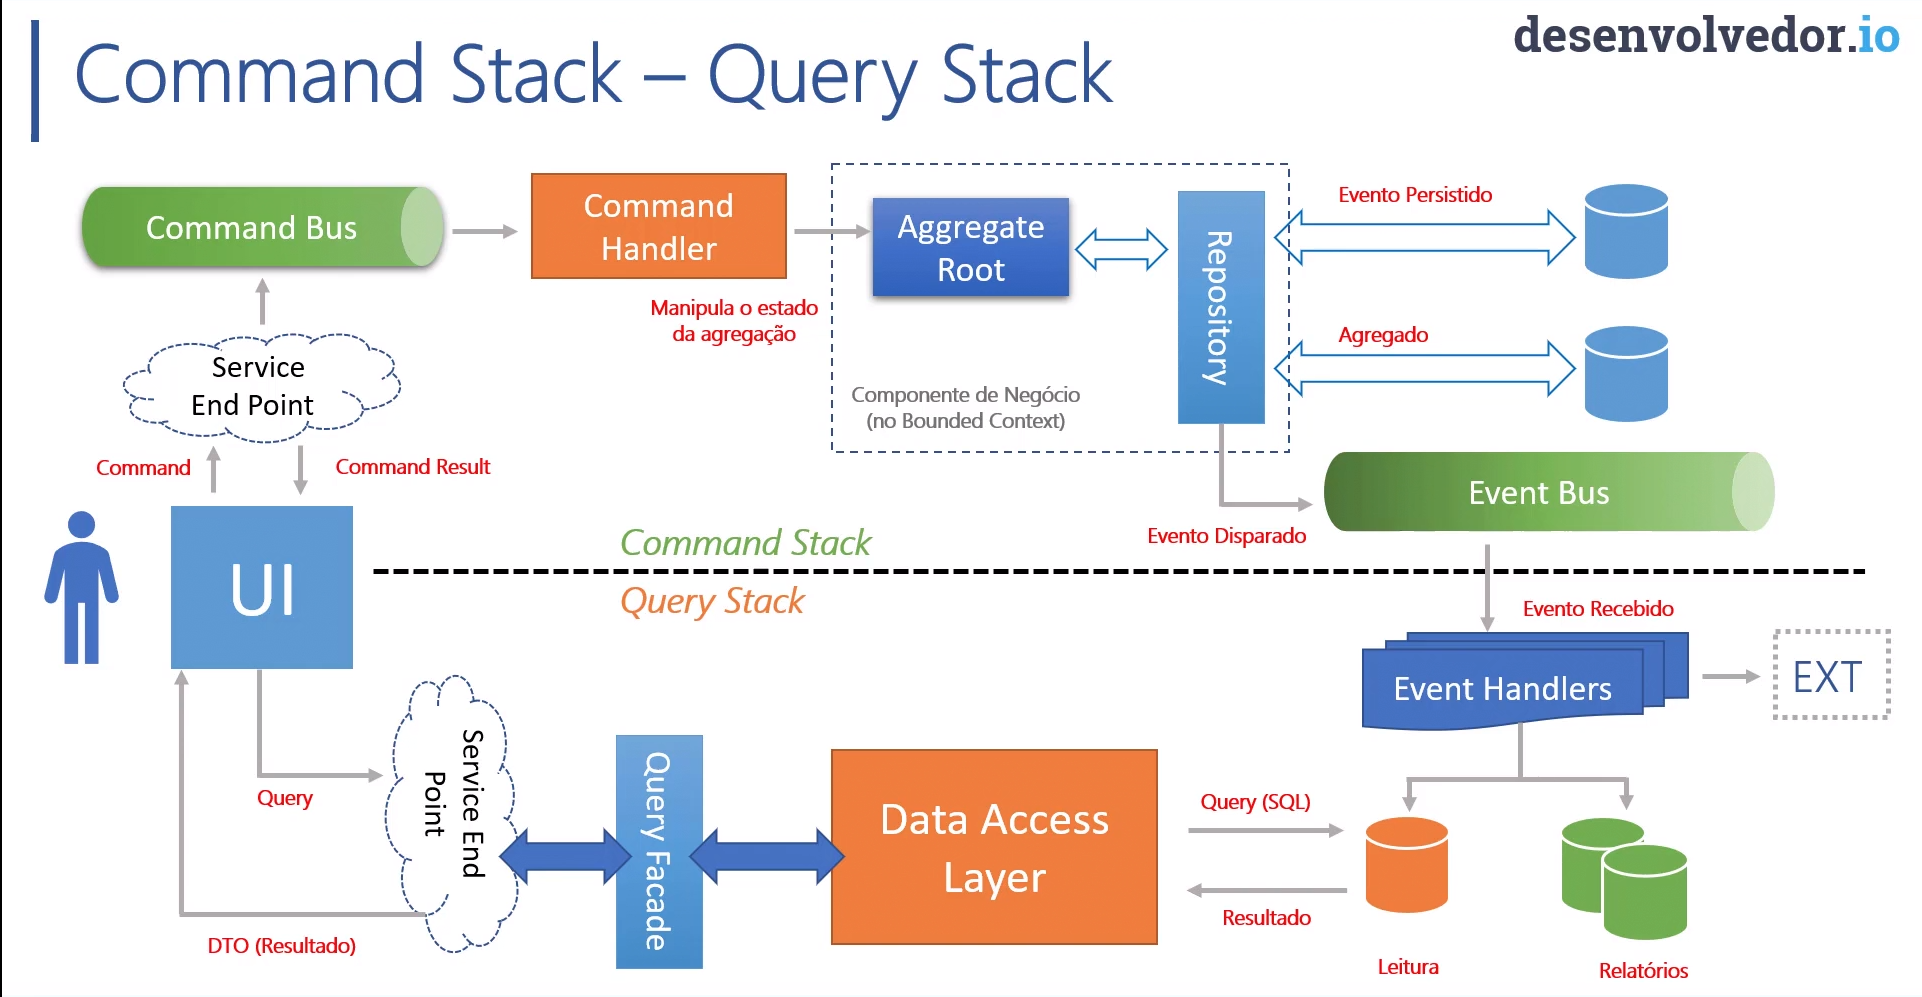 desenvolvedor.io
Command Stack – Query Stack
Command Bus
Command
Handler
Aggregate
Root
Repository
Evento Persistido
Manipula o estado
da agregação
Agregado
Service
End Point
Componente de Negócio
(no Bounded Context)
Command
Command Result
Event Bus
Evento Disparado
Command Stack
UI
Query Stack
Evento Recebido
Event Handlers
EXT
Query
Service End
Point
Query Facade
Data Access
Layer
Query (SQL)
Resultado
DTO (Resultado)
Leitura
Relatórios